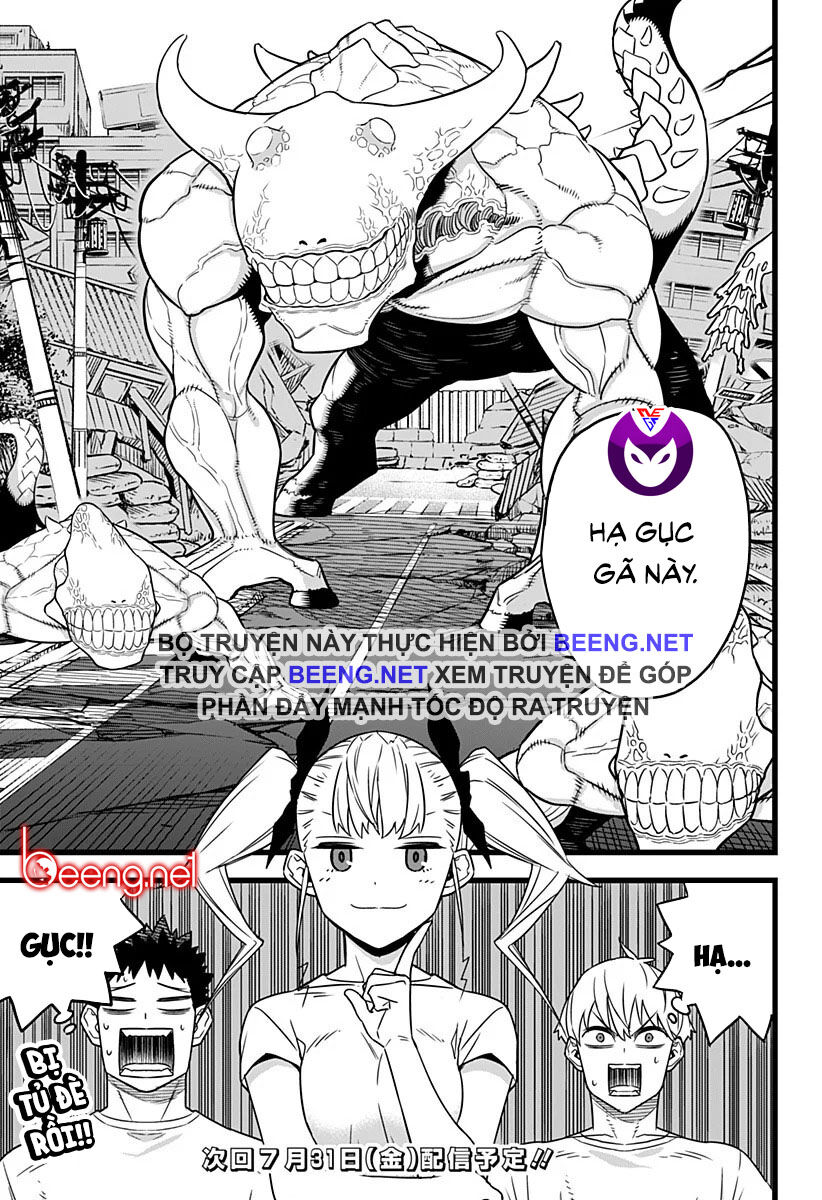 HẠ GỤC
GÃ NÀY.
BỘ TRUYỆN NÀY THỰC HIỆN BỞI BEENG.NET
TRUY CẬP BEENG.NET XEM TRUYỆN ĐỂ GÓP
PHẦN ĐẨY MẠNH TỐC ĐỘ RA TRUYỆN
beeng.net
HẠ...
GỤC!!
BỊ
TỦ ĐÈ
RỒI!!
次回7月31日(金)配信予定!!